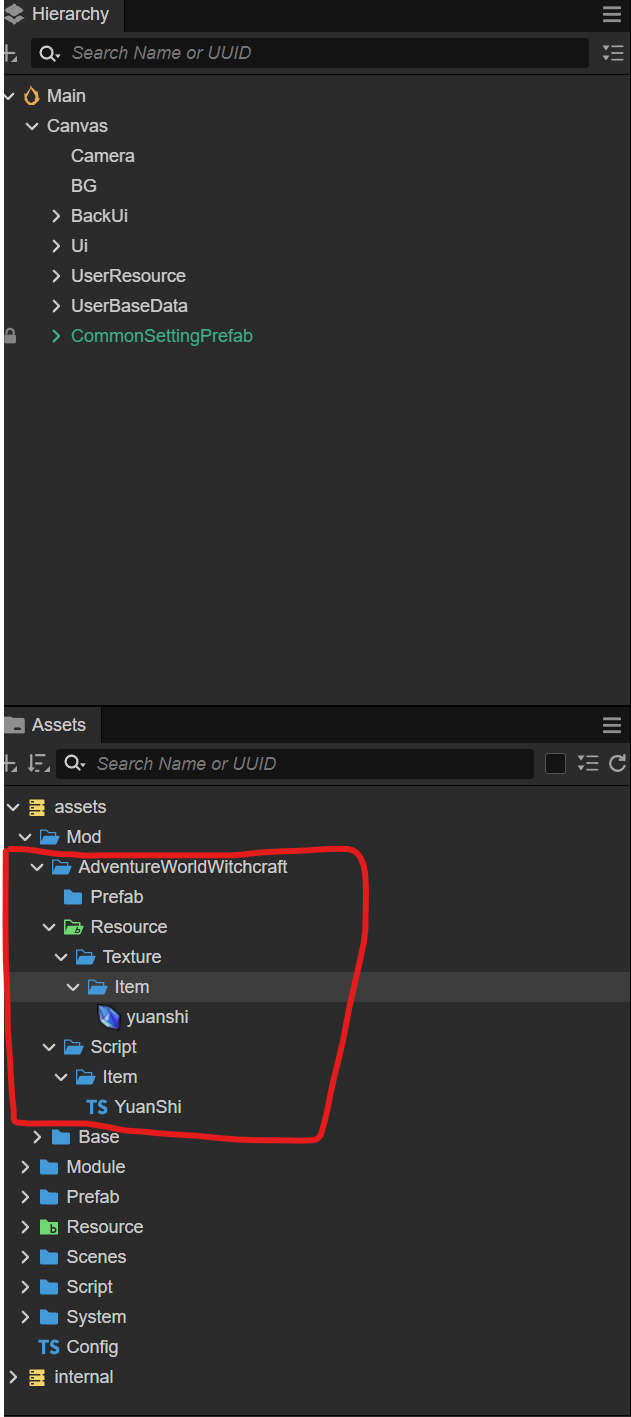 Hierarchy
Search Name or UUID
Main
Canvas
Camera
BG
BackUi
Ui
UserResource
UserBaseData
CommonSettingPrefab
Assets
Search Name or UUID
assets
Mod
AdventureWorldWitchcraft
Prefab
Resource
Texture
Item
yuanshi
Script
Item
TS YuanShi
Base
Module
Prefab
Resource
Scenes
Script
System
TS Config
internal